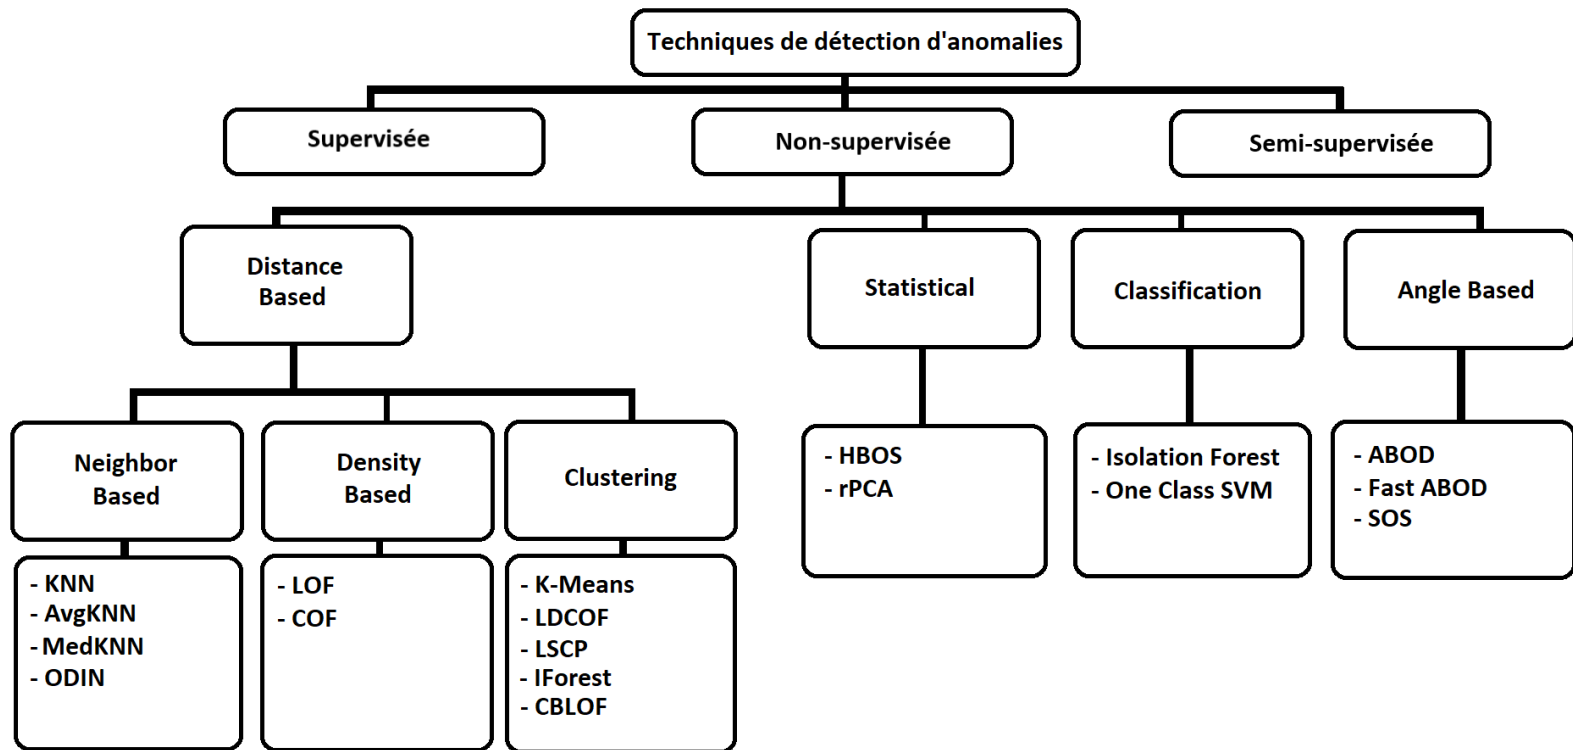 Techniques de détection d'anomalies
Supervisée
Non-supervisée
Semi-supervisée
Distance
Based
Statistical
Classification
Angle Based
Neighbor
Based
Density
Based
Clustering
- HBOS
- rPCA
- Isolation Forest
- One Class SVM
- ABOD
- Fast ABOD
- SOS
- KNN
- AvgKNN
- MedKNN
- ODIN
- LOF
- COF
- K-Means
- LDCOF
- LSCP
- IForest
- CBLOF